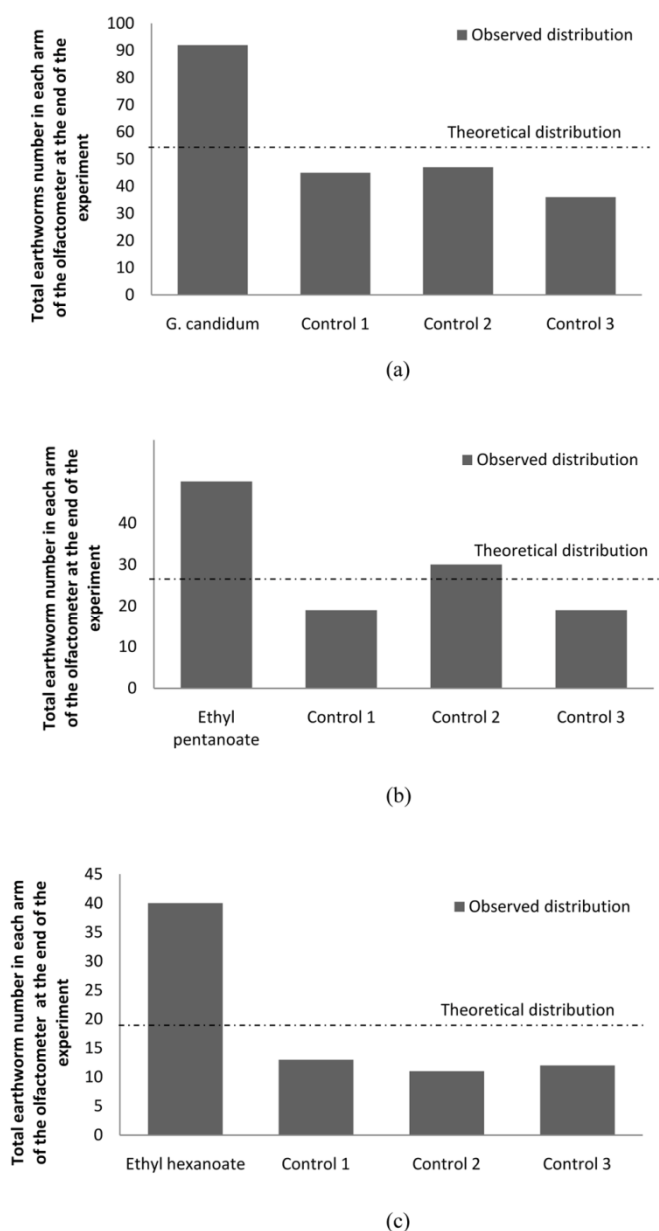 Total earthworms number in each arm
of the olfactometer at the end of the
experiment
100
90
80
70
60
50
40
30
20
10
0
Observed distribution
Theoretical distribution
G. candidum
Control 1
Control 2
Control 3
(a)
Total earthworm number in each arm
of the olfactometer at the end of the
experiment
40
30
20
10
0
Observed distribution
Theoretical distribution
Ethyl
pentanoate
Control 1
Control 2
Control 3
(b)
Total earthworm number in each arm
of the olfactometer at the end of the
experiment
45
40
35
30
25
20
15
10
5
0
Observed distribution
Theoretical distribution
Ethyl hexanoate
Control 1
Control 2
Control 3
(c)